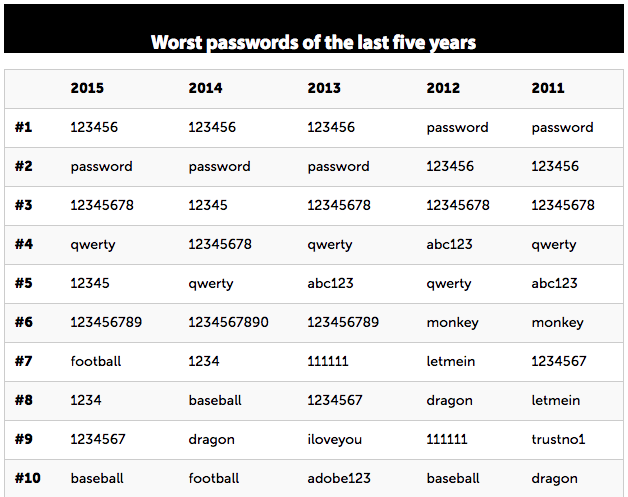 Worst passwords of the last five years
2015 2014 2013 2012 2011
#1 123456 123456 123456 password password
#2 password password password 123456 123456
#3 12345678 12345 12345678 12345678 12345678
#4 qwerty 12345678 qwerty abc123 qwerty
#5 12345 qwerty abc123 qwerty abc123
#6 123456789 1234567890 123456789 monkey monkey
#7 football 1234 111111 letmein 1234567
#8 1234 baseball 1234567 dragon letmein
#9 1234567 dragon iloveyou 111111 trustno1
#10 baseball football adobe123 baseball dragon